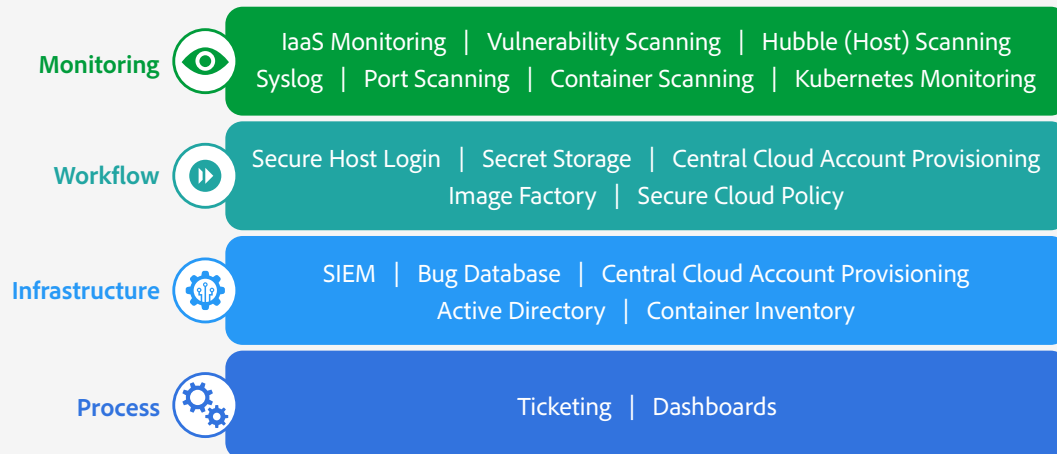 Monitoring
IaaS Monitoring | Vulnerability Scanning | Hubble (Host) Scanning
Syslog | Port Scanning | Container Scanning | Kubernetes Monitoring
Workflow
Secure Host Login | Secret Storage | Central Cloud Account Provisioning
Image Factory | Secure Cloud Policy
Infrastructure
SIEM | Bug Database | Central Cloud Account Provisioning
Active Directory | Container Inventory
Process
Ticketing | Dashboards